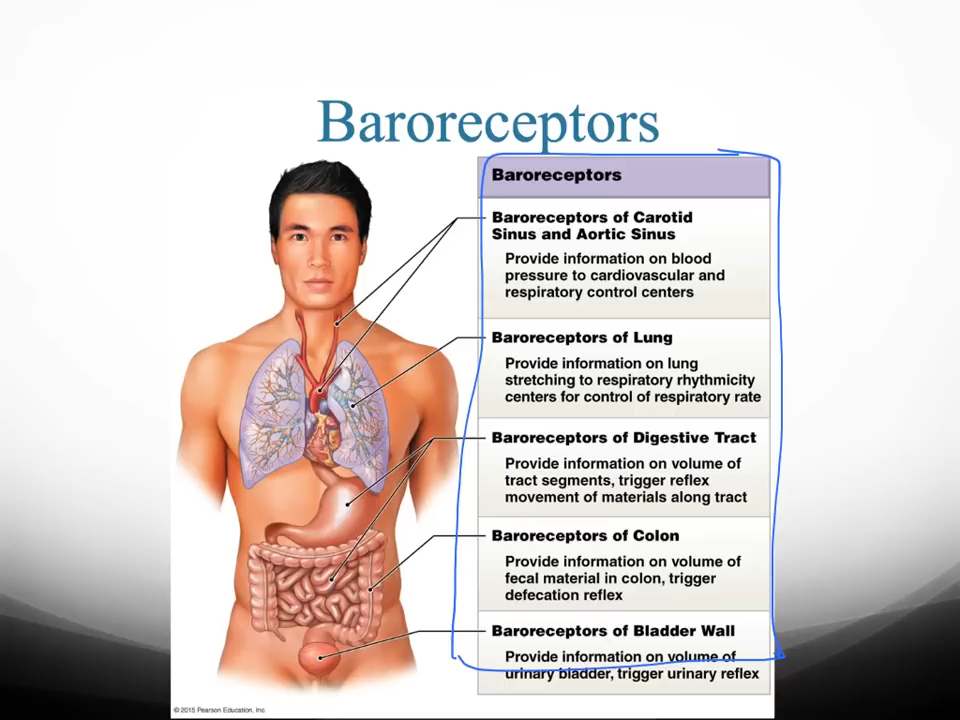 Baroreceptors
Baroreceptors
Baroreceptors of Carotid
Sinus and Aortic Sinus
Provide information on blood
pressure to cardiovascular and
respiratory control centers
Baroreceptors of Lung
Provide information on lung
stretching to respiratory rhythmicity
centers for control of respiratory rate
Baroreceptors of Digestive Tract
Provide information on volume of
tract segments, trigger reflex
movement of materials along tract
Baroreceptors of Colon
Provide information on volume of
fecal material in colon, trigger
defecation reflex
Baroreceptors of Bladder Wall
Provide information on volume of
urinary bladder, trigger urinary reflex
© 2015 Pearson Education, Inc.